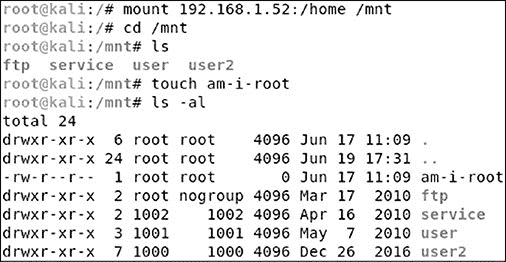 root@kali:/# mount 192.168.1.52:/home /mnt
root@kali:/# cd /mnt
root@kali:/mnt# ls
ftp  service  user  user2
root@kali:/mnt# touch am-i-root
root@kali:/mnt# ls -al
total 24
drwxr-xr-x  6 root root    4096 Jun 17 11:09 .
drwxr-xr-x 24 root root    4096 Jun 19 17:31 ..
-rw-r--r--  1 root root       0 Jun 17 11:09 am-i-root
drwxr-xr-x  2 root nogroup 4096 Mar 17  2010 ftp
drwxr-xr-x  2 1002    1002 4096 Apr 16  2010 service
drwxr-xr-x  3 1001    1001 4096 May  7  2010 user
drwxr-xr-x  7 1000    1000 4096 Dec 26  2016 user2